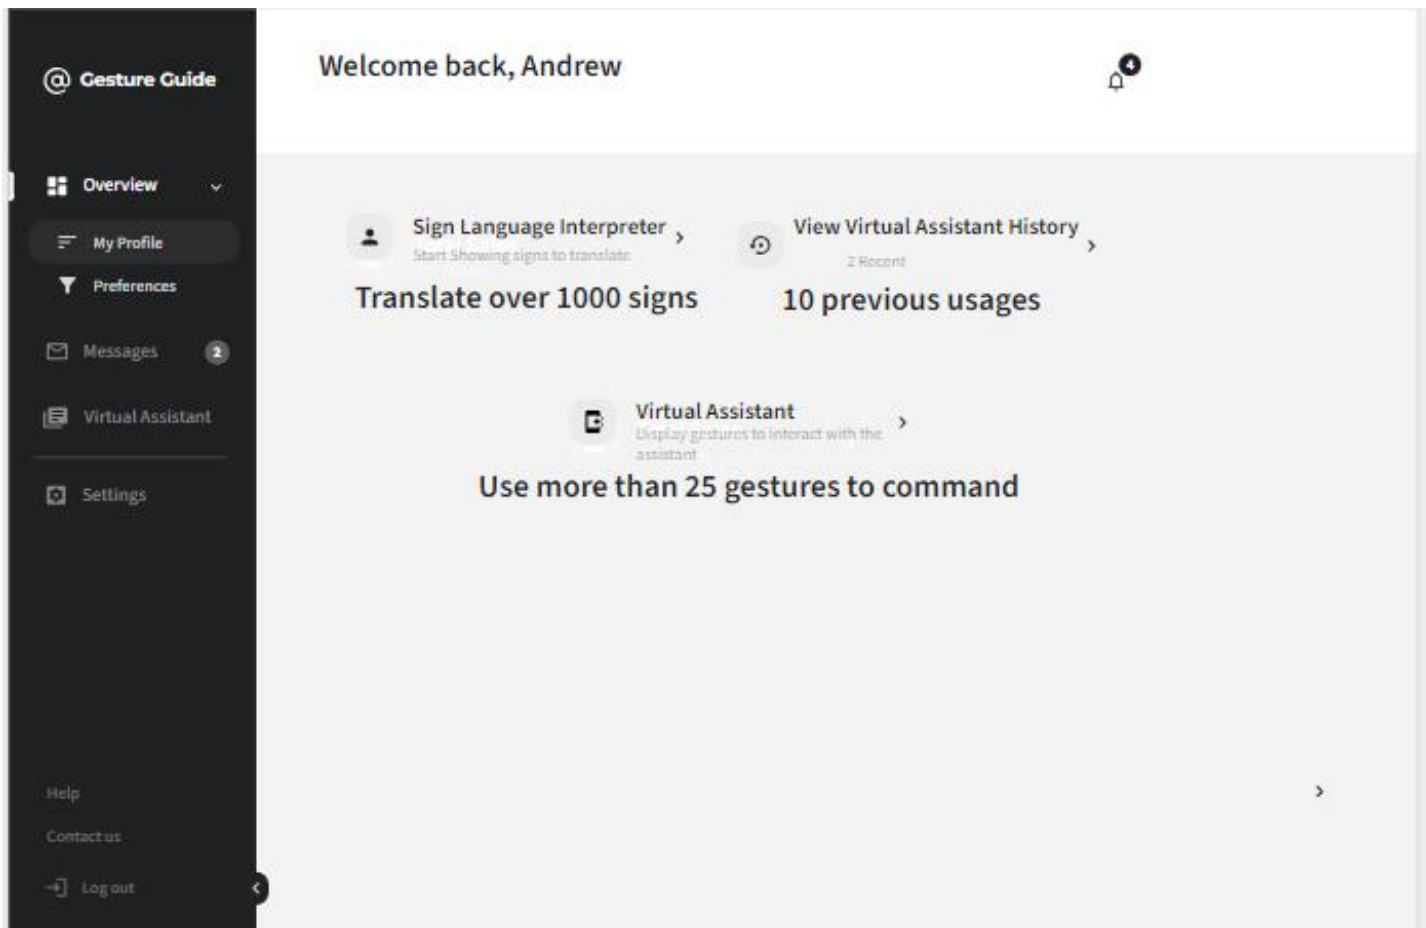 @ Gesture Guide
Welcome back, Andrew
4
Overview
My Profile
Preferences
Messages 2
Virtual Assistant
Settings
Help
Contact us
Log out
Sign Language Interpreter
Start Showing signs to translate
Translate over 1000 signs
View Virtual Assistant History
2 Recent
10 previous usages
Virtual Assistant
Display gestures to interact with the
assistant
Use more than 25 gestures to command